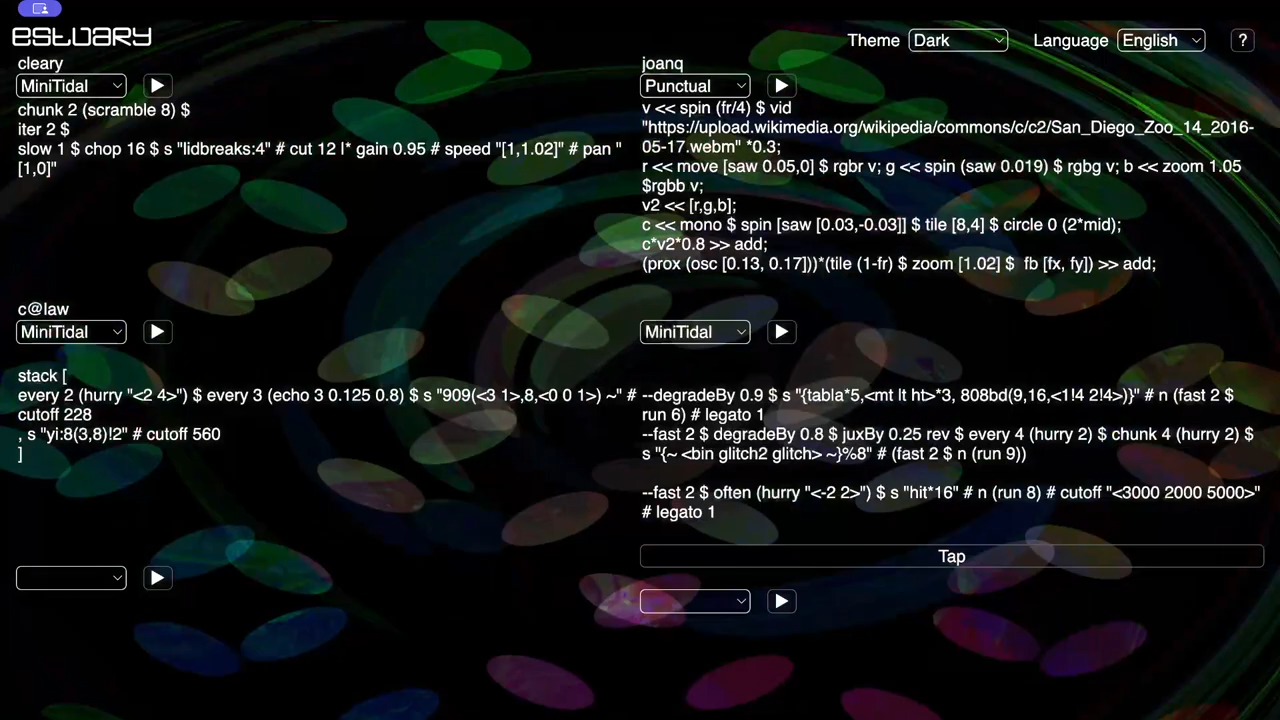 estuary
Theme Dark Language English ?
cleary
MiniTidal
chunk 2 (scramble 8) $
iter 2 $
slow 1 $ chop 16 $ s "lidbreaks:4" # cut 12 |* gain 0.95 # speed "[1,1.02]" # pan "
[1,0]"
joanq
Punctual
v << spin (fr/4) $ vid
"https://upload.wikimedia.org/wikipedia/commons/c/c2/San_Diego_Zoo_14_2016-
05-17.webm" *0.3;
r << move [saw 0.05,0] $ rgbr v; g << spin (saw 0.019) $ rgbg v; b << zoom 1.05
$rgbb v;
v2 << [r,g,b];
c << mono $ spin [saw [0.03,-0.03]] $ tile [8,4] $ circle 0 (2*mid);
c*v2*0.8 >> add;
(prox (osc [0.13, 0.17]))*(tile (1-fr) $ zoom [1.02] $  fb [fx, fy]) >> add;
c@law
MiniTidal
stack [
every 2 (hurry "<2 4>") $ every 3 (echo 3 0.125 0.8) $ s "909(<3 1>,8,<0 0 1>) ~" #
cutoff 228
, s "yi:8(3,8)!2" # cutoff 560
]
MiniTidal
--degradeBy 0.9 $ s "{tabla*5,<mt lt ht>*3, 808bd(9,16,<1!4 2!4>)}" # n (fast 2 $
run 6) # legato 1
--fast 2 $ degradeBy 0.8 $ juxBy 0.25 rev $ every 4 (hurry 2) $ chunk 4 (hurry 2) $
s "{~ <bin glitch2 glitch> ~}%8" # (fast 2 $ n (run 9))
--fast 2 $ often (hurry "<-2 2>") $ s "hit*16" # n (run 8) # cutoff "<3000 2000 5000>"
# legato 1
Tap